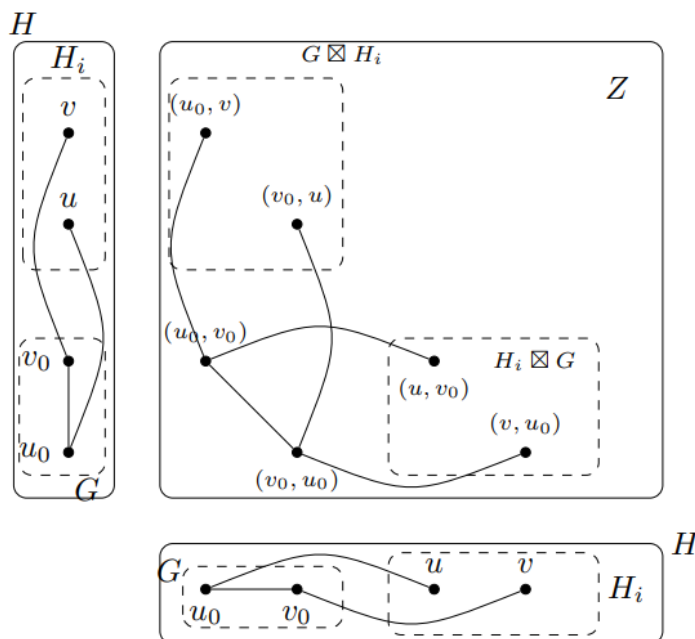 H
G ⊠ H_i
H_i
Z
v
(u_0, v)
u
(v_0, u)
(u_0, v_0)
v_0
H_i ⊠ G
(u, v_0)
(v, u_0)
u_0
(v_0, u_0)
G
H
G
u
v
H_i
u_0
v_0